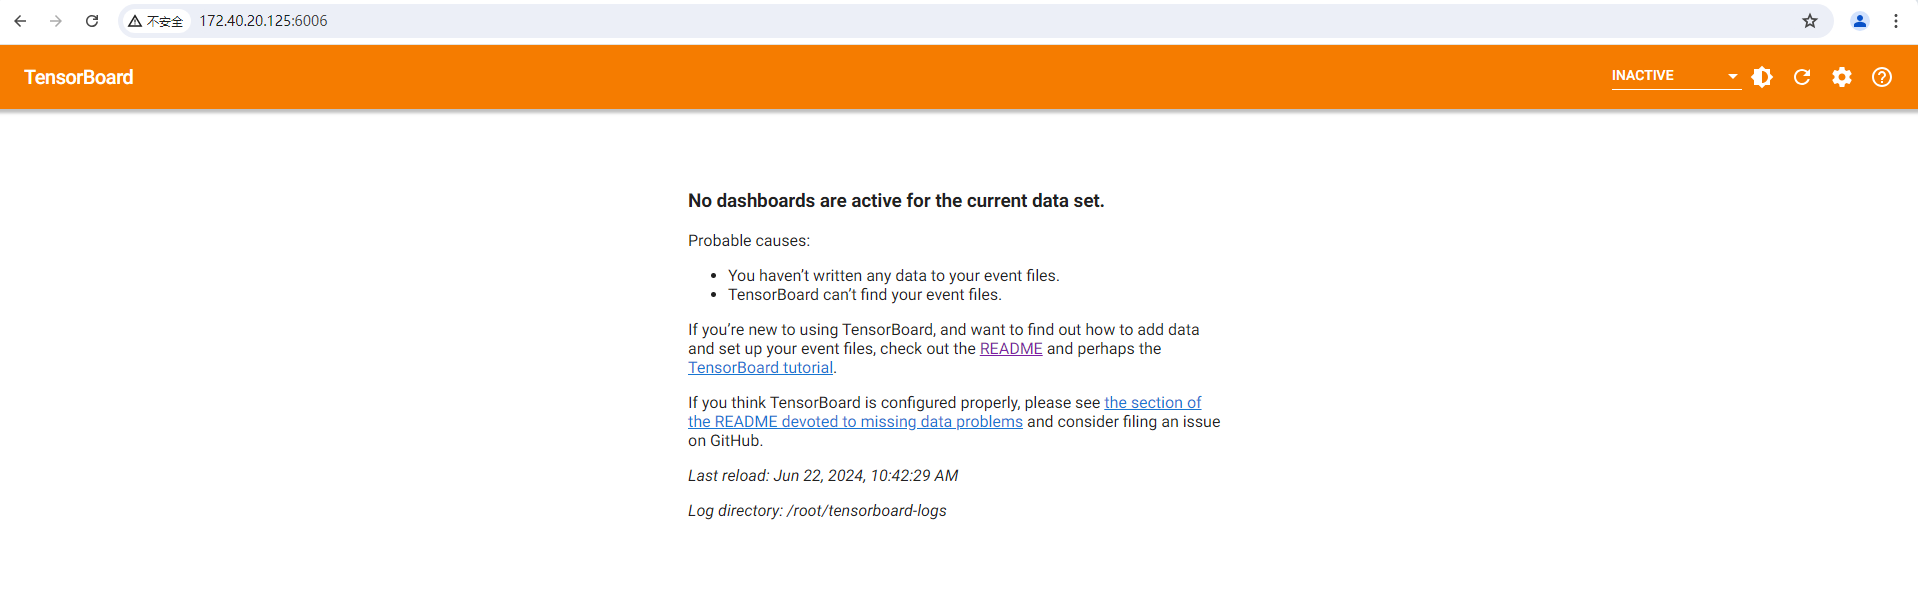 不安全 172.40.20.125:6006
TensorBoard
INACTIVE
No dashboards are active for the current data set.
Probable causes:
• You haven’t written any data to your event files.
• TensorBoard can’t find your event files.
If you’re new to using TensorBoard, and want to find out how to add data
and set up your event files, check out the README and perhaps the
TensorBoard tutorial.
If you think TensorBoard is configured properly, please see the section of
the README devoted to missing data problems and consider filing an issue
on GitHub.
Last reload: Jun 22, 2024, 10:42:29 AM
Log directory: /root/tensorboard-logs